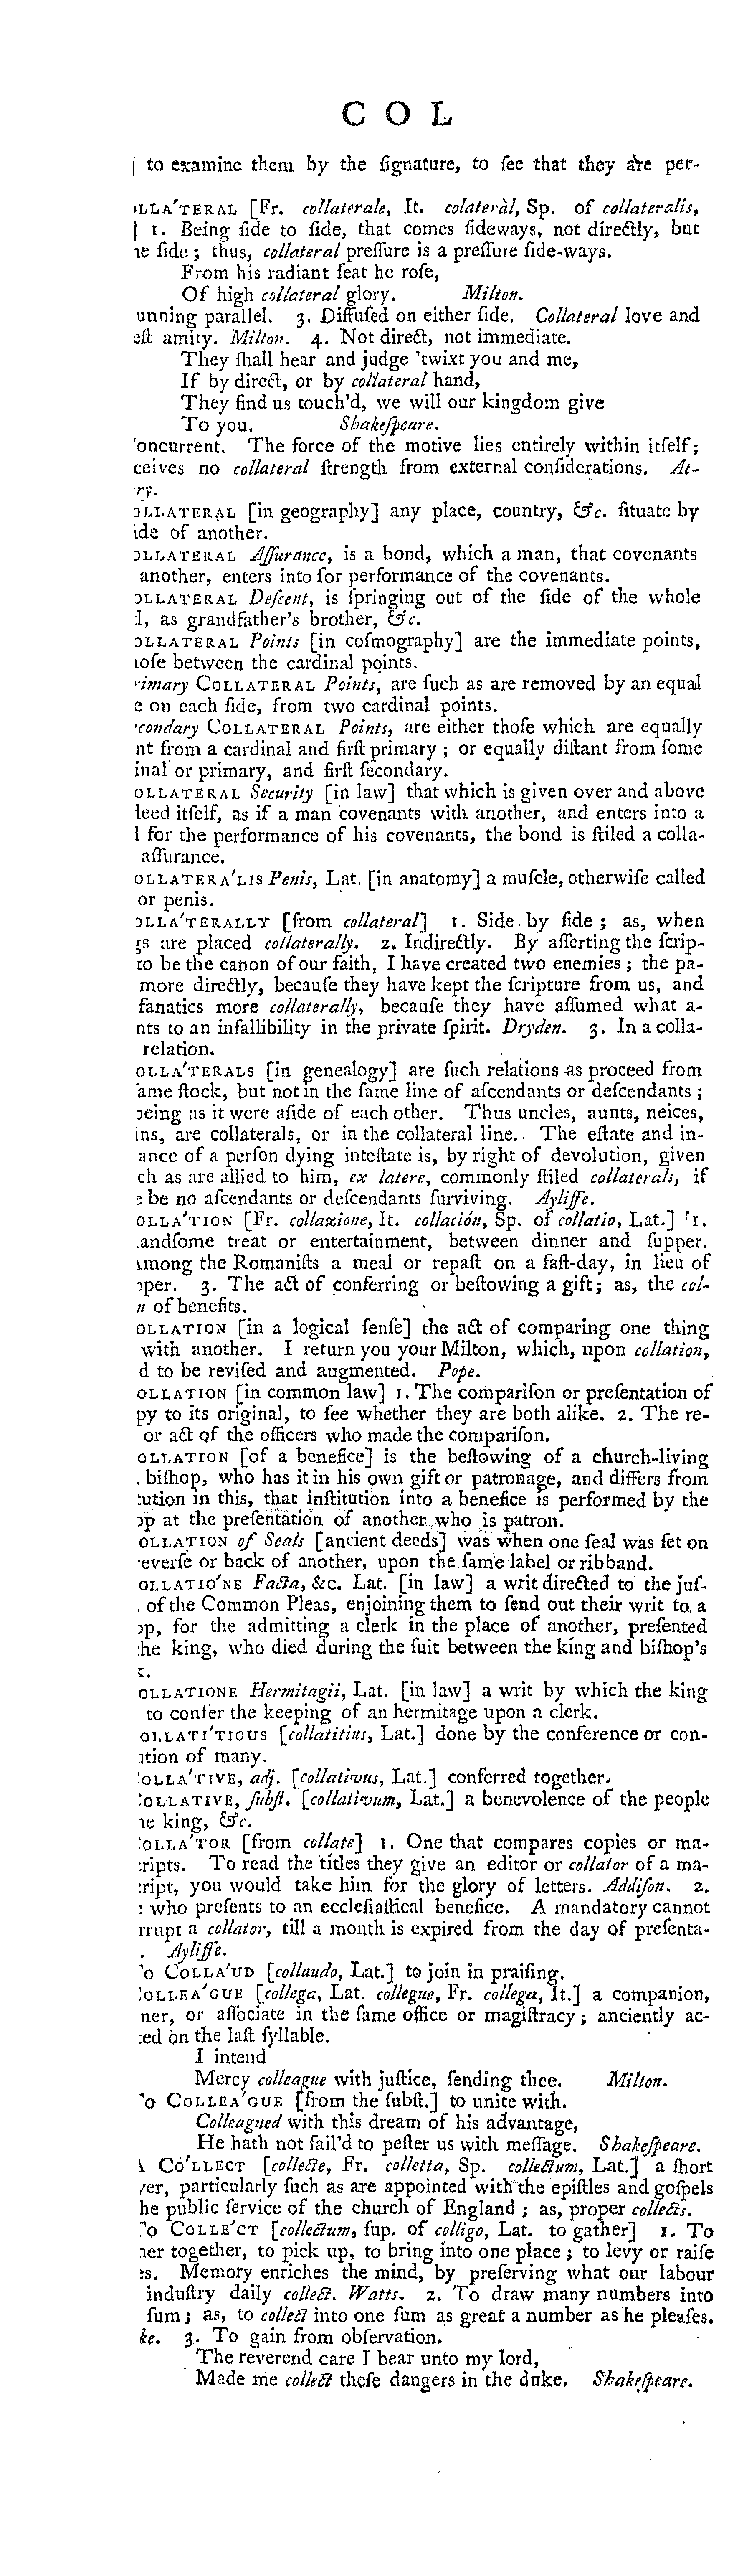 C O L
to examine them by the ſignature, to ſee that they are per-
OLLA'TERAL [Fr. collaterale, It. colateràl, Sp. of collateralis,
] 1. Being ſide to ſide, that comes ſideways, not directly, but
ne ſide; thus, collateral preſſure is a preſſure ſide-ways.
From his radiant ſeat he roſe,
Of high collateral glory. Milton.
unning parallel. 3. Diffuſed on either ſide. Collateral love and
eſt amity. Milton. 4. Not direct, not immediate.
They ſhall hear and judge 'twixt you and me,
If by direct, or by collateral hand,
They find us touch'd, we will our kingdom give
To you. Shakeſpeare.
oncurrent. The force of the motive lies entirely within itſelf;
ceives no collateral ſtrength from external conſiderations. At-
ry.
OLLATERAL [in geography] any place, country, &c. ſituate by
ide of another.
OLLATERAL Aſſurance, is a bond, which a man, that covenants
another, enters into for performance of the covenants.
OLLATERAL Deſcent, is ſpringing out of the ſide of the whole
d, as grandfather's brother, &c.
OLLATERAL Points [in coſmography] are the immediate points,
hoſe between the cardinal points.
rimary COLLATERAL Points, are ſuch as are removed by an equal
e on each ſide, from two cardinal points.
condary COLLATERAL Points, are either thoſe which are equally
nt from a cardinal and firſt primary; or equally diſtant from ſome
inal or primary, and firſt ſecondary.
OLLATERAL Security [in law] that which is given over and above
deed itſelf, as if a man covenants with another, and enters into a
d for the performance of his covenants, the bond is ſtiled a colla-
aſſurance.
OLLATERA'LIS Penis, Lat. [in anatomy] a muſcle, otherwiſe called
or penis.
OLLA'TERALLY [from collateral] 1. Side by ſide; as, when
gs are placed collaterally. 2. Indirectly. By aſſerting the ſcrip-
to be the canon of our faith, I have created two enemies; the pa-
more directly, becauſe they have kept the ſcripture from us, and
fanatics more collaterally, becauſe they have aſſumed what a-
nts to an infallibility in the private ſpirit. Dryden. 3. In a colla-
relation.
OLLA'TERALS [in genealogy] are ſuch relations as proceed from
ame ſtock, but not in the ſame line of aſcendants or deſcendants;
being as it were aſide of each other. Thus uncles, aunts, neices,
ins, are collaterals, or in the collateral line. The eſtate and in-
ance of a perſon dying inteſtate is, by right of devolution, given
ch as are allied to him, ex latere, commonly ſtiled collaterals, if
e be no aſcendants or deſcendants ſurviving. Ayliffe.
OLLA'TION [Fr. collazione, It. collación, Sp. of collatio, Lat.] 1.
andſome treat or entertainment, between dinner and ſupper.
Among the Romaniſts a meal or repaſt on a faſt-day, in lieu of
pper. 3. The act of conferring or beſtowing a gift; as, the col-
n of benefits.
OLLATION [in a logical ſenſe] the act of comparing one thing
with another. I return you your Milton, which, upon collation,
d to be reviſed and augmented. Pope.
OLLATION [in common law] 1. The compariſon or preſentation of
py to its original, to ſee whether they are both alike. 2. The re-
or act of the officers who made the compariſon.
OLLATION [of a benefice] is the beſtowing of a church-living
biſhop, who has it in his own gift or patronage, and differs from
tution in this, that inſtitution into a benefice is performed by the
op at the preſentation of another who is patron.
OLLATION of Seals [ancient deeds] was when one ſeal was ſet on
everſe or back of another, upon the ſame label or ribband.
OLLATIO'NE Facta, &c. Lat. [in law] a writ directed to the juſ-
of the Common Pleas, enjoining them to ſend out their writ to a
op, for the admitting a clerk in the place of another, preſented
he king, who died during the ſuit between the king and biſhop's
k.
OLLATIONE Hermitagii, Lat. [in law] a writ by which the king
to confer the keeping of an hermitage upon a clerk.
OLLATI'TIOUS [collatitius, Lat.] done by the conference or con-
ution of many.
COLLA'TIVE, adj. [collativus, Lat.] conferred together.
COLLATIVE, ſubſt. [collativum, Lat.] a benevolence of the people
he king, &c.
COLLA'TOR [from collate] 1. One that compares copies or ma-
cripts. To read the titles they give an editor or collator of a ma-
cript, you would take him for the glory of letters. Addiſon. 2.
e who preſents to an eccleſiaſtical benefice. A mandatory cannot
rrupt a collator, till a month is expired from the day of preſenta-
. Ayliffe.
To COLLA'UD [collaudo, Lat.] to join in praiſing.
COLLEA'GUE [collega, Lat. collegue, Fr. collega, It.] a companion,
ner, or aſſociate in the ſame office or magiſtracy; anciently ac-
ted on the laſt ſyllable.
I intend
Mercy colleague with juſtice, ſending thee. Milton.
To COLLEA'GUE [from the ſubſt.] to unite with.
Colleagued with this dream of his advantage,
He hath not fail'd to peſter us with meſſage. Shakeſpeare.
A CO'LLECT [collecte, Fr. colletta, Sp. collectum, Lat.] a ſhort
yer, particularly ſuch as are appointed with the epiſtles and goſpels
he public ſervice of the church of England; as, proper collects.
To COLLE'CT [collectum, ſup. of colligo, Lat. to gather] 1. To
her together, to pick up, to bring into one place; to levy or raiſe
es. Memory enriches the mind, by preſerving what our labour
induſtry daily collect. Watts. 2. To draw many numbers into
ſum; as, to collect into one ſum as great a number as he pleaſes.
ke. 3. To gain from obſervation.
The reverend care I bear unto my lord,
Made me collect theſe dangers in the duke. Shakeſpeare.